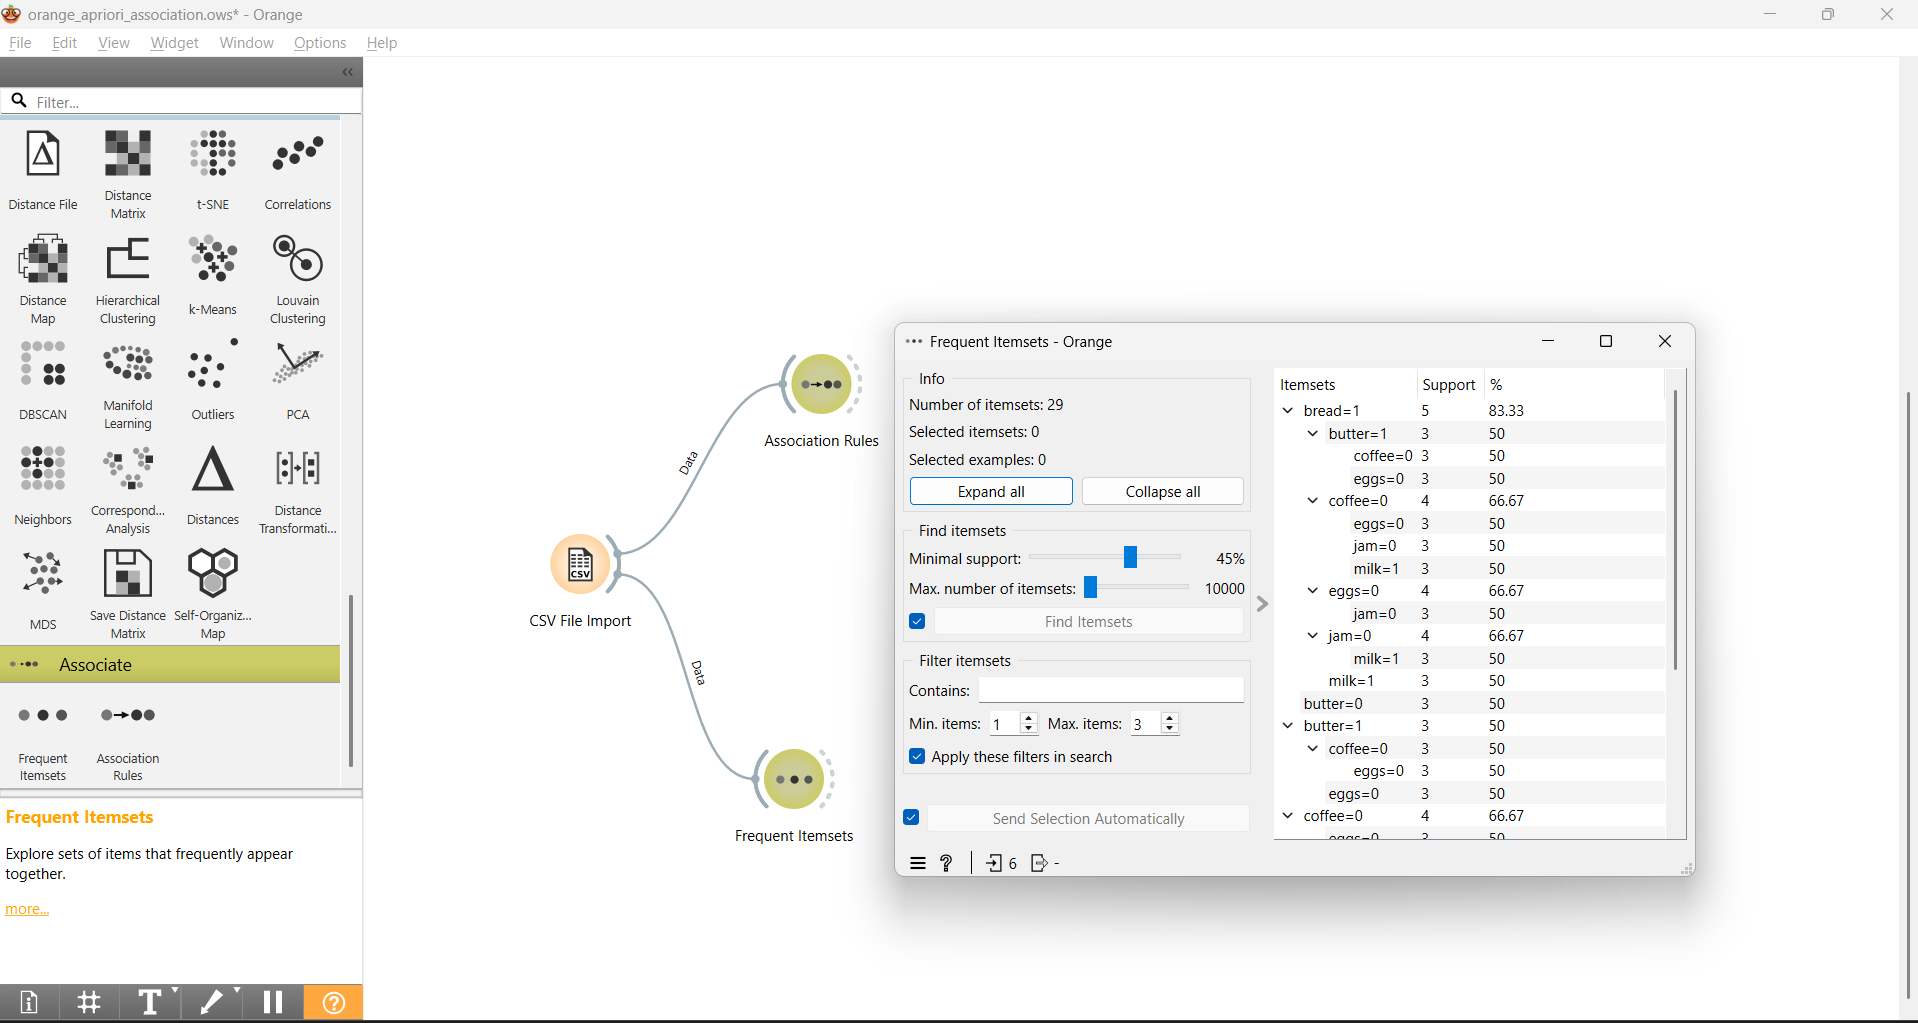 orange_apriori_association.ows* - Orange
File Edit View Widget Window Options Help
Filter...
Distance File
Distance Matrix
t-SNE
Correlations
Distance Map
Hierarchical Clustering
k-Means
Louvain Clustering
DBSCAN
Manifold Learning
Outliers
PCA
Neighbors
Correspond... Analysis
Distances
Distance Transformati...
MDS
Save Distance Matrix
Self-Organiz... Map
Associate
Frequent Itemsets
Association Rules
Frequent Itemsets
Explore sets of items that frequently appear
together.
more...
Association Rules
Data
CSV
CSV File Import
Data
Frequent Itemsets
Frequent Itemsets - Orange
Info
Number of itemsets: 29
Selected itemsets: 0
Selected examples: 0
Expand all Collapse all
Find itemsets
Minimal support: 45%
Max. number of itemsets: 10000
Find Itemsets
Filter itemsets
Contains:
Min. items: 1 Max. items: 3
Apply these filters in search
Send Selection Automatically
6 -
Itemsets Support %
bread=1 5 83.33
butter=1 3 50
coffee=0 3 50
eggs=0 3 50
coffee=0 4 66.67
eggs=0 3 50
jam=0 3 50
milk=1 3 50
eggs=0 4 66.67
jam=0 3 50
jam=0 4 66.67
milk=1 3 50
milk=1 3 50
butter=0 3 50
butter=1 3 50
coffee=0 3 50
eggs=0 3 50
eggs=0 3 50
coffee=0 4 66.67
eggs=0 3 50